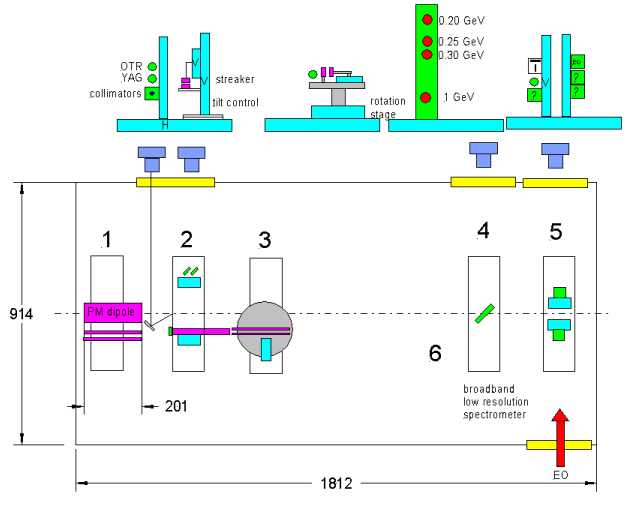 0.20 GeV
0.25 GeV
0.30 GeV
.1 GeV
OTR
YAG
collimators
V
V
streaker
tilt control
H
rotation
stage
I
V
EO
?
?
?
1
2
3
4
5
PM dipole
914
6
201
broadband
low resolution
spectrometer
EO
1812